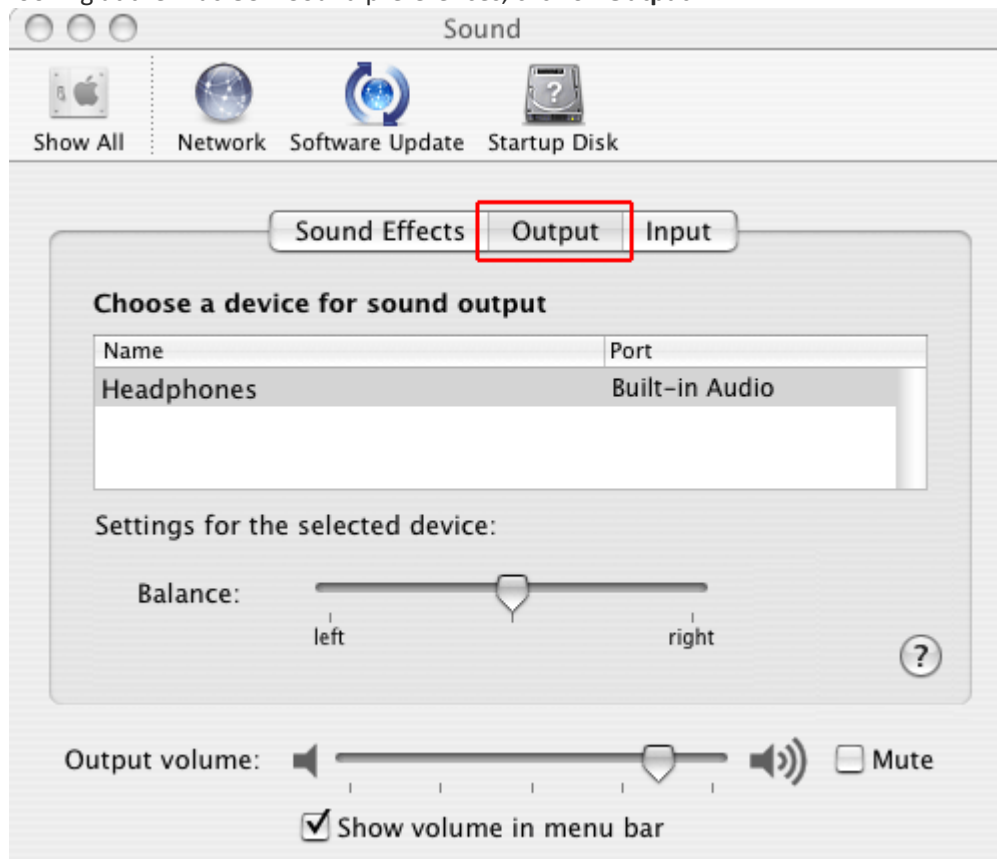 Sound
Show All Network Software Update Startup Disk
Sound Effects Output Input
Choose a device for sound output
Name Port
Headphones Built-in Audio
Settings for the selected device:
Balance:
left right
?
Output volume: Mute
Show volume in menu bar